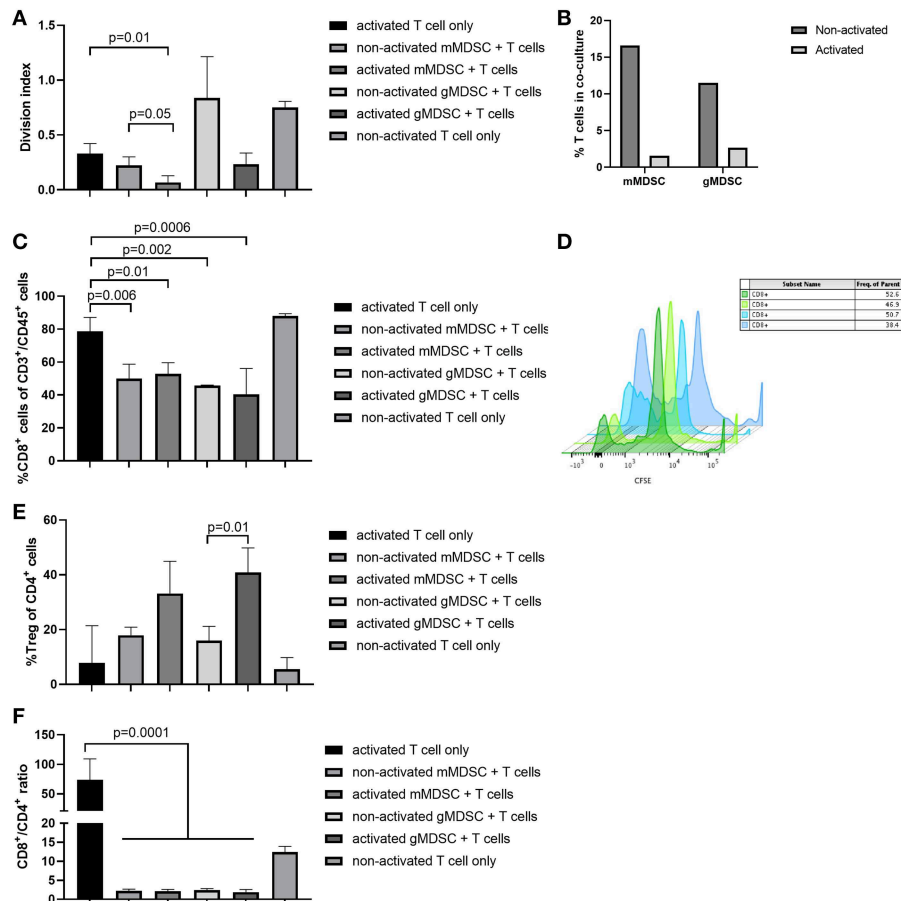 A
Division index
1.5
1.0
0.5
0.0
p=0.01
p=0.05
activated T cell only
non-activated mMDSC + T cells
activated mMDSC + T cells
non-activated gMDSC + T cells
activated gMDSC + T cells
non-activated T cell only
B
% T cells in co-culture
20
15
10
5
0
mMDSC gMDSC
Non-activated
Activated
C
%CD8+ cells of CD3+/CD45+ cells
p=0.0006
p=0.002
p=0.01
p=0.006
100
80
60
40
20
0
activated T cell only
non-activated mMDSC + T cells
activated mMDSC + T cells
non-activated gMDSC + T cells
activated gMDSC + T cells
non-activated T cell only
D
Subset Name Freq. of Parent
CD8+ 52.6
CD8+ 46.9
CD8+ 50.7
CD8+ 38.4
-10³ 0 10³ 10⁴ 10⁵
CFSE
E
%Treg of CD4+ cells
60
40
20
0
p=0.01
activated T cell only
non-activated mMDSC + T cells
activated mMDSC + T cells
non-activated gMDSC + T cells
activated gMDSC + T cells
non-activated T cell only
F
CD8+/CD4+ ratio
150
100
50
20
15
10
5
0
p=0.0001
activated T cell only
non-activated mMDSC + T cells
activated mMDSC + T cells
non-activated gMDSC + T cells
activated gMDSC + T cells
non-activated T cell only